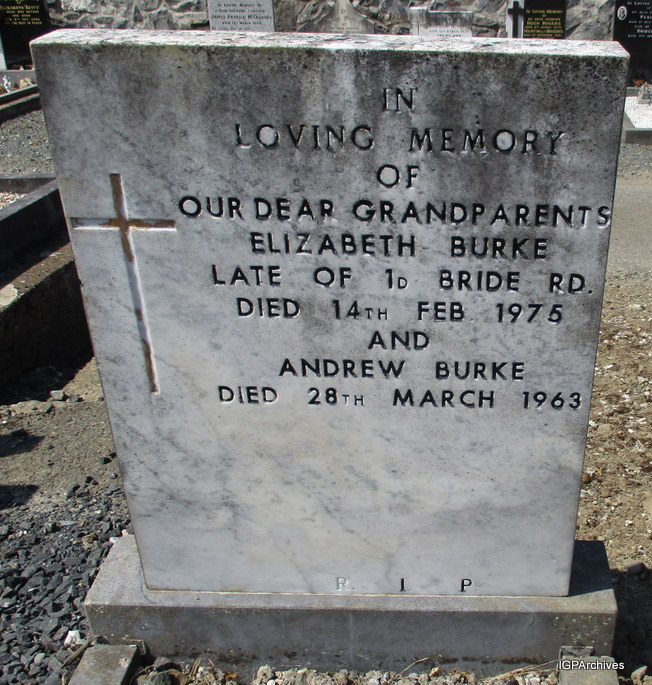 IN
LOVING MEMORY
OF
OUR DEAR GRANDPARENTS
ELIZABETH BURKE
LATE OF 1D BRIDE RD.
DIED 14TH FEB 1975
AND
ANDREW BURKE
DIED 28TH MARCH 1963
R I P
IGPArchives